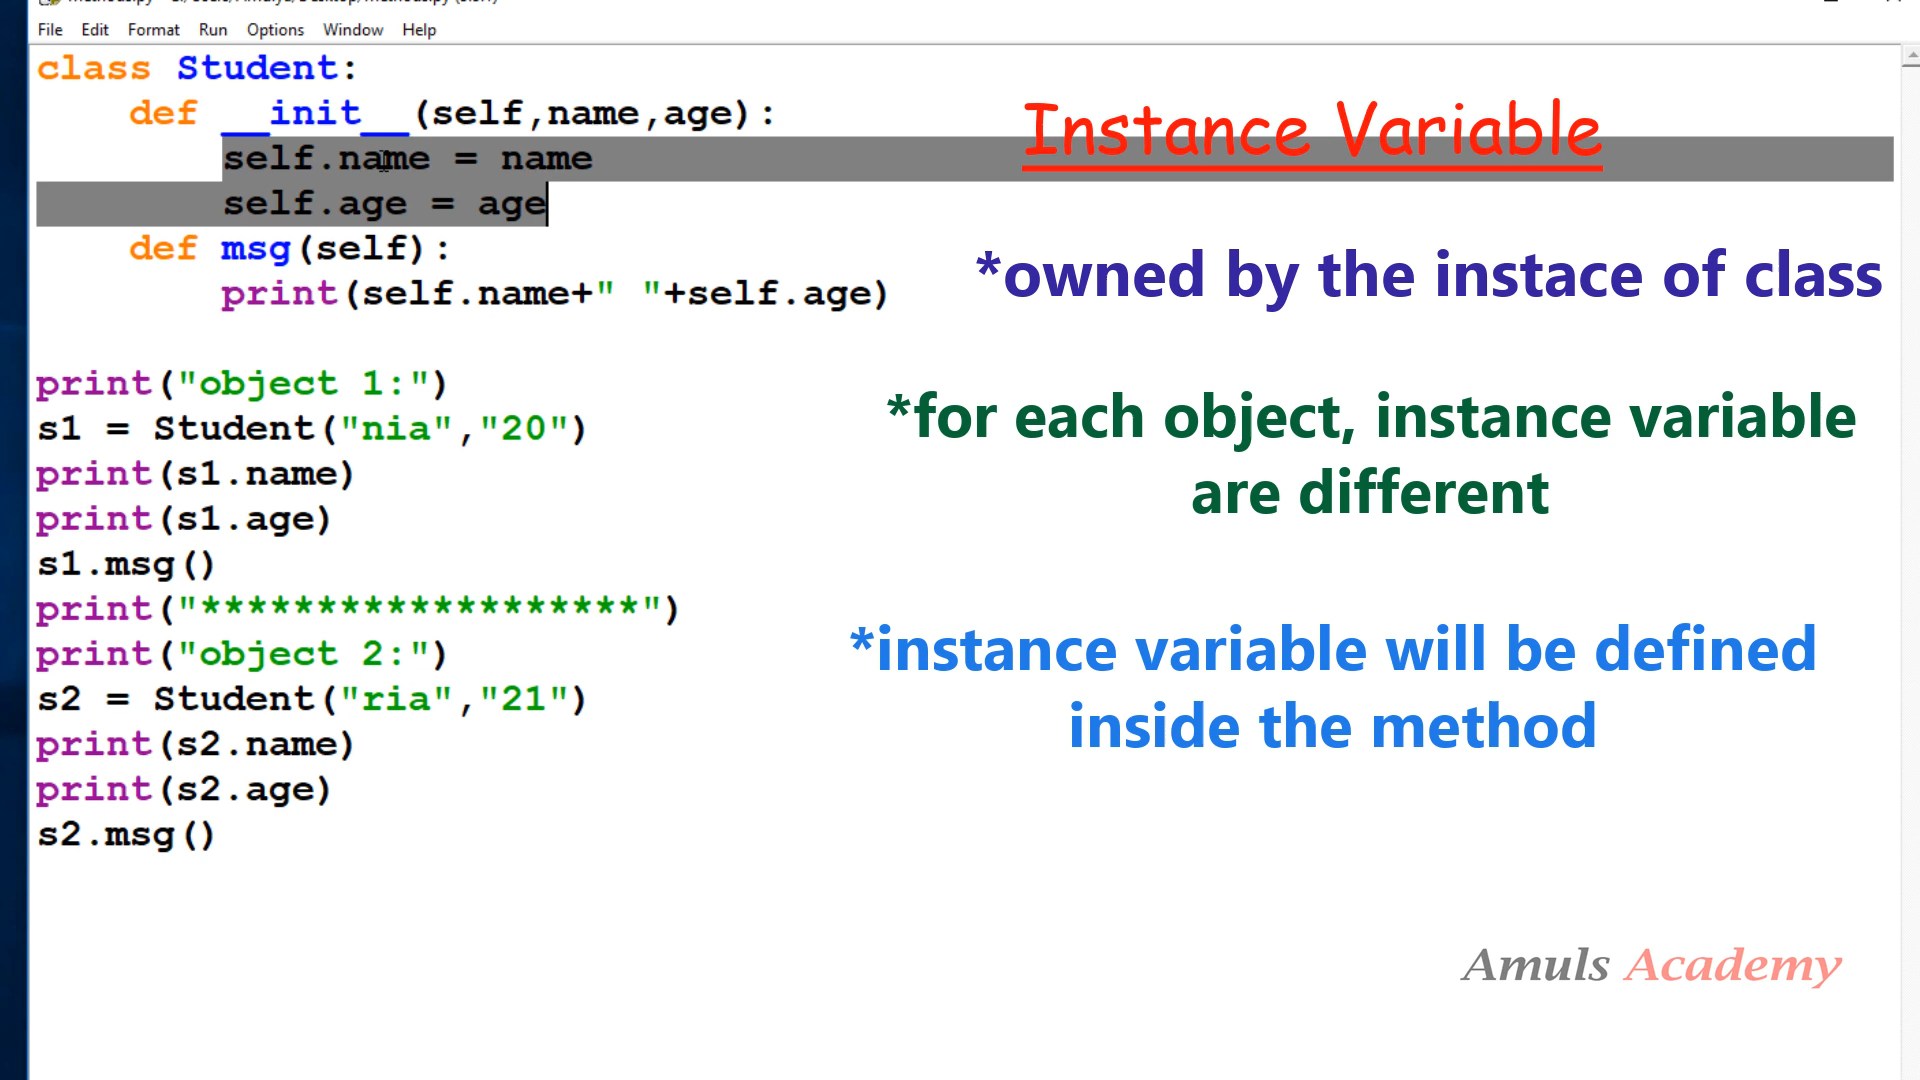 File Edit Format Run Options Window Help
class Student:
    def __init__(self,name,age):
        self.name = name
        self.age = age
    def msg(self):
        print(self.name+" "+self.age)
print("object 1:")
s1 = Student("nia","20")
print(s1.name)
print(s1.age)
s1.msg()
print("*******************")
print("object 2:")
s2 = Student("ria","21")
print(s2.name)
print(s2.age)
s2.msg()
Instance Variable
*owned by the instace of class
*for each object, instance variable
are different
*instance variable will be defined
inside the method
Amuls Academy